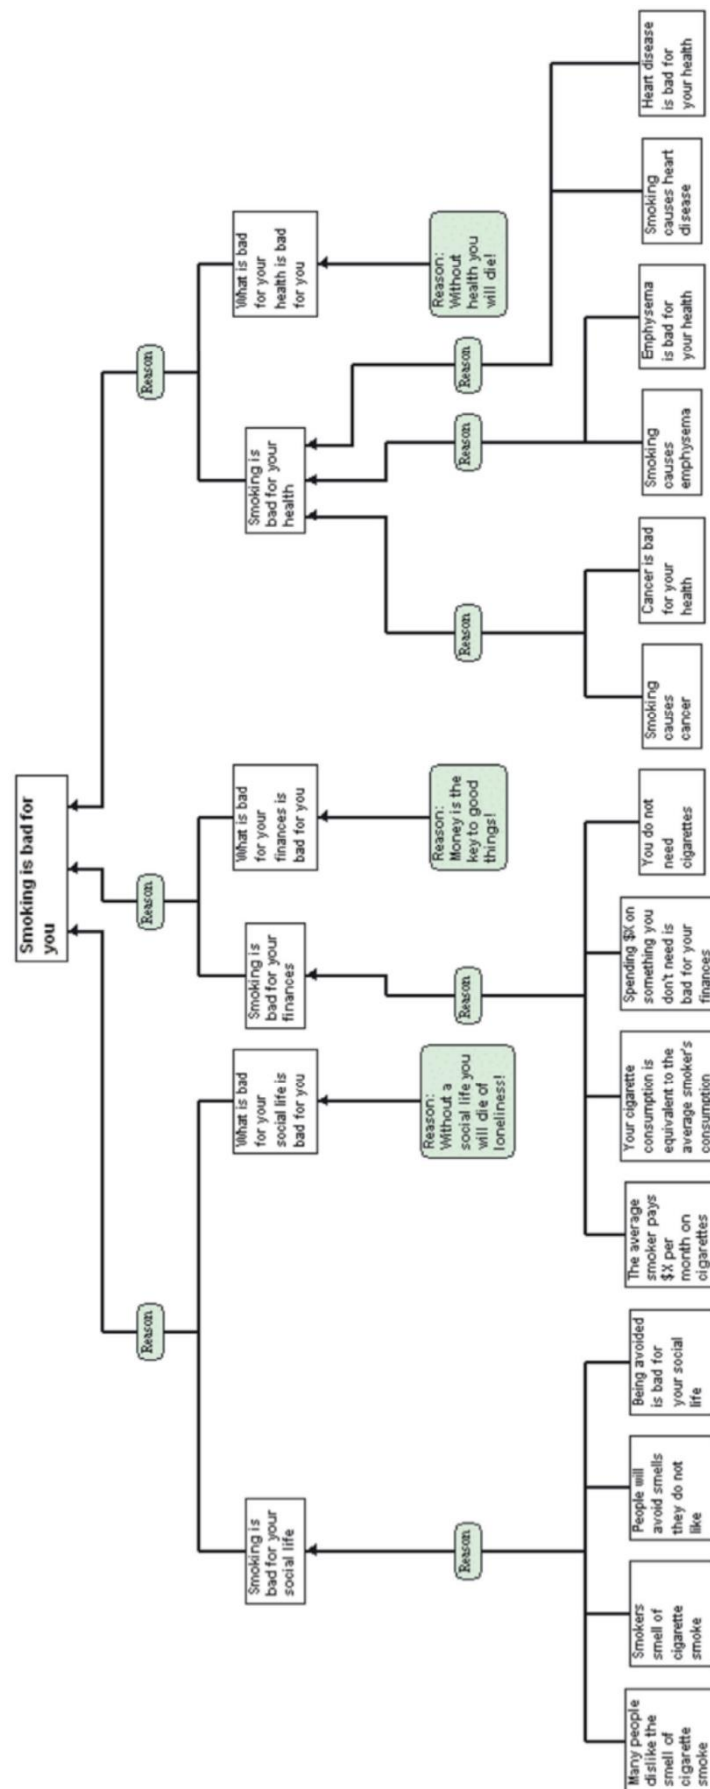 Smoking is bad for
you
Reason
Reason
Reason
Smoking is
bad for your
social life
What is bad
for your
social life is
bad for you
Smoking is
bad for your
finances
What is bad
for your
finances is
bad for you
Smoking is
bad for your
health
What is bad
for your
health is bad
for you
Reason
Reason:
Without a
social life you
will die of
loneliness!
Reason
Reason:
Money is the
key to good
things!
Reason
Reason
Reason
Reason:
Without
health you
will die!
Many people
dislike the
smell of
cigarette
smoke
Smokers
smell of
cigarette
smoke
People will
avoid smells
they do not
like
Being avoided
is bad for
your social
life
The average
smoker pays
$X per
month on
cigarettes
Your cigarette
consumption is
equivalent to the
average smoker's
consumption
Spending $X on
something you
don't need is
bad for your
finances
You do not
need
cigarettes
Smoking
causes
cancer
Cancer is bad
for your
health
Smoking
causes
emphysema
Emphysema
is bad for
your health
Smoking
causes heart
disease
Heart disease
is bad for
your health